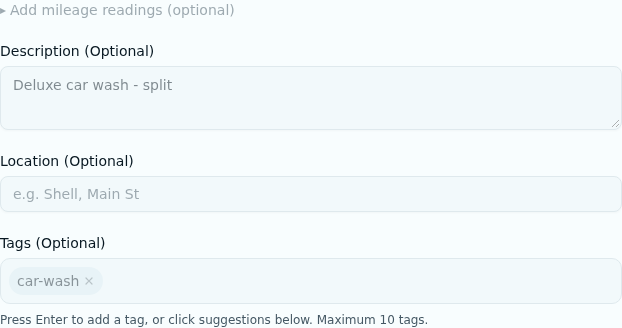 ▸ Add mileage readings (optional)
Description (Optional)
Deluxe car wash - split
Location (Optional)
e.g. Shell, Main St
Tags (Optional)
car-wash ×
Press Enter to add a tag, or click suggestions below. Maximum 10 tags.